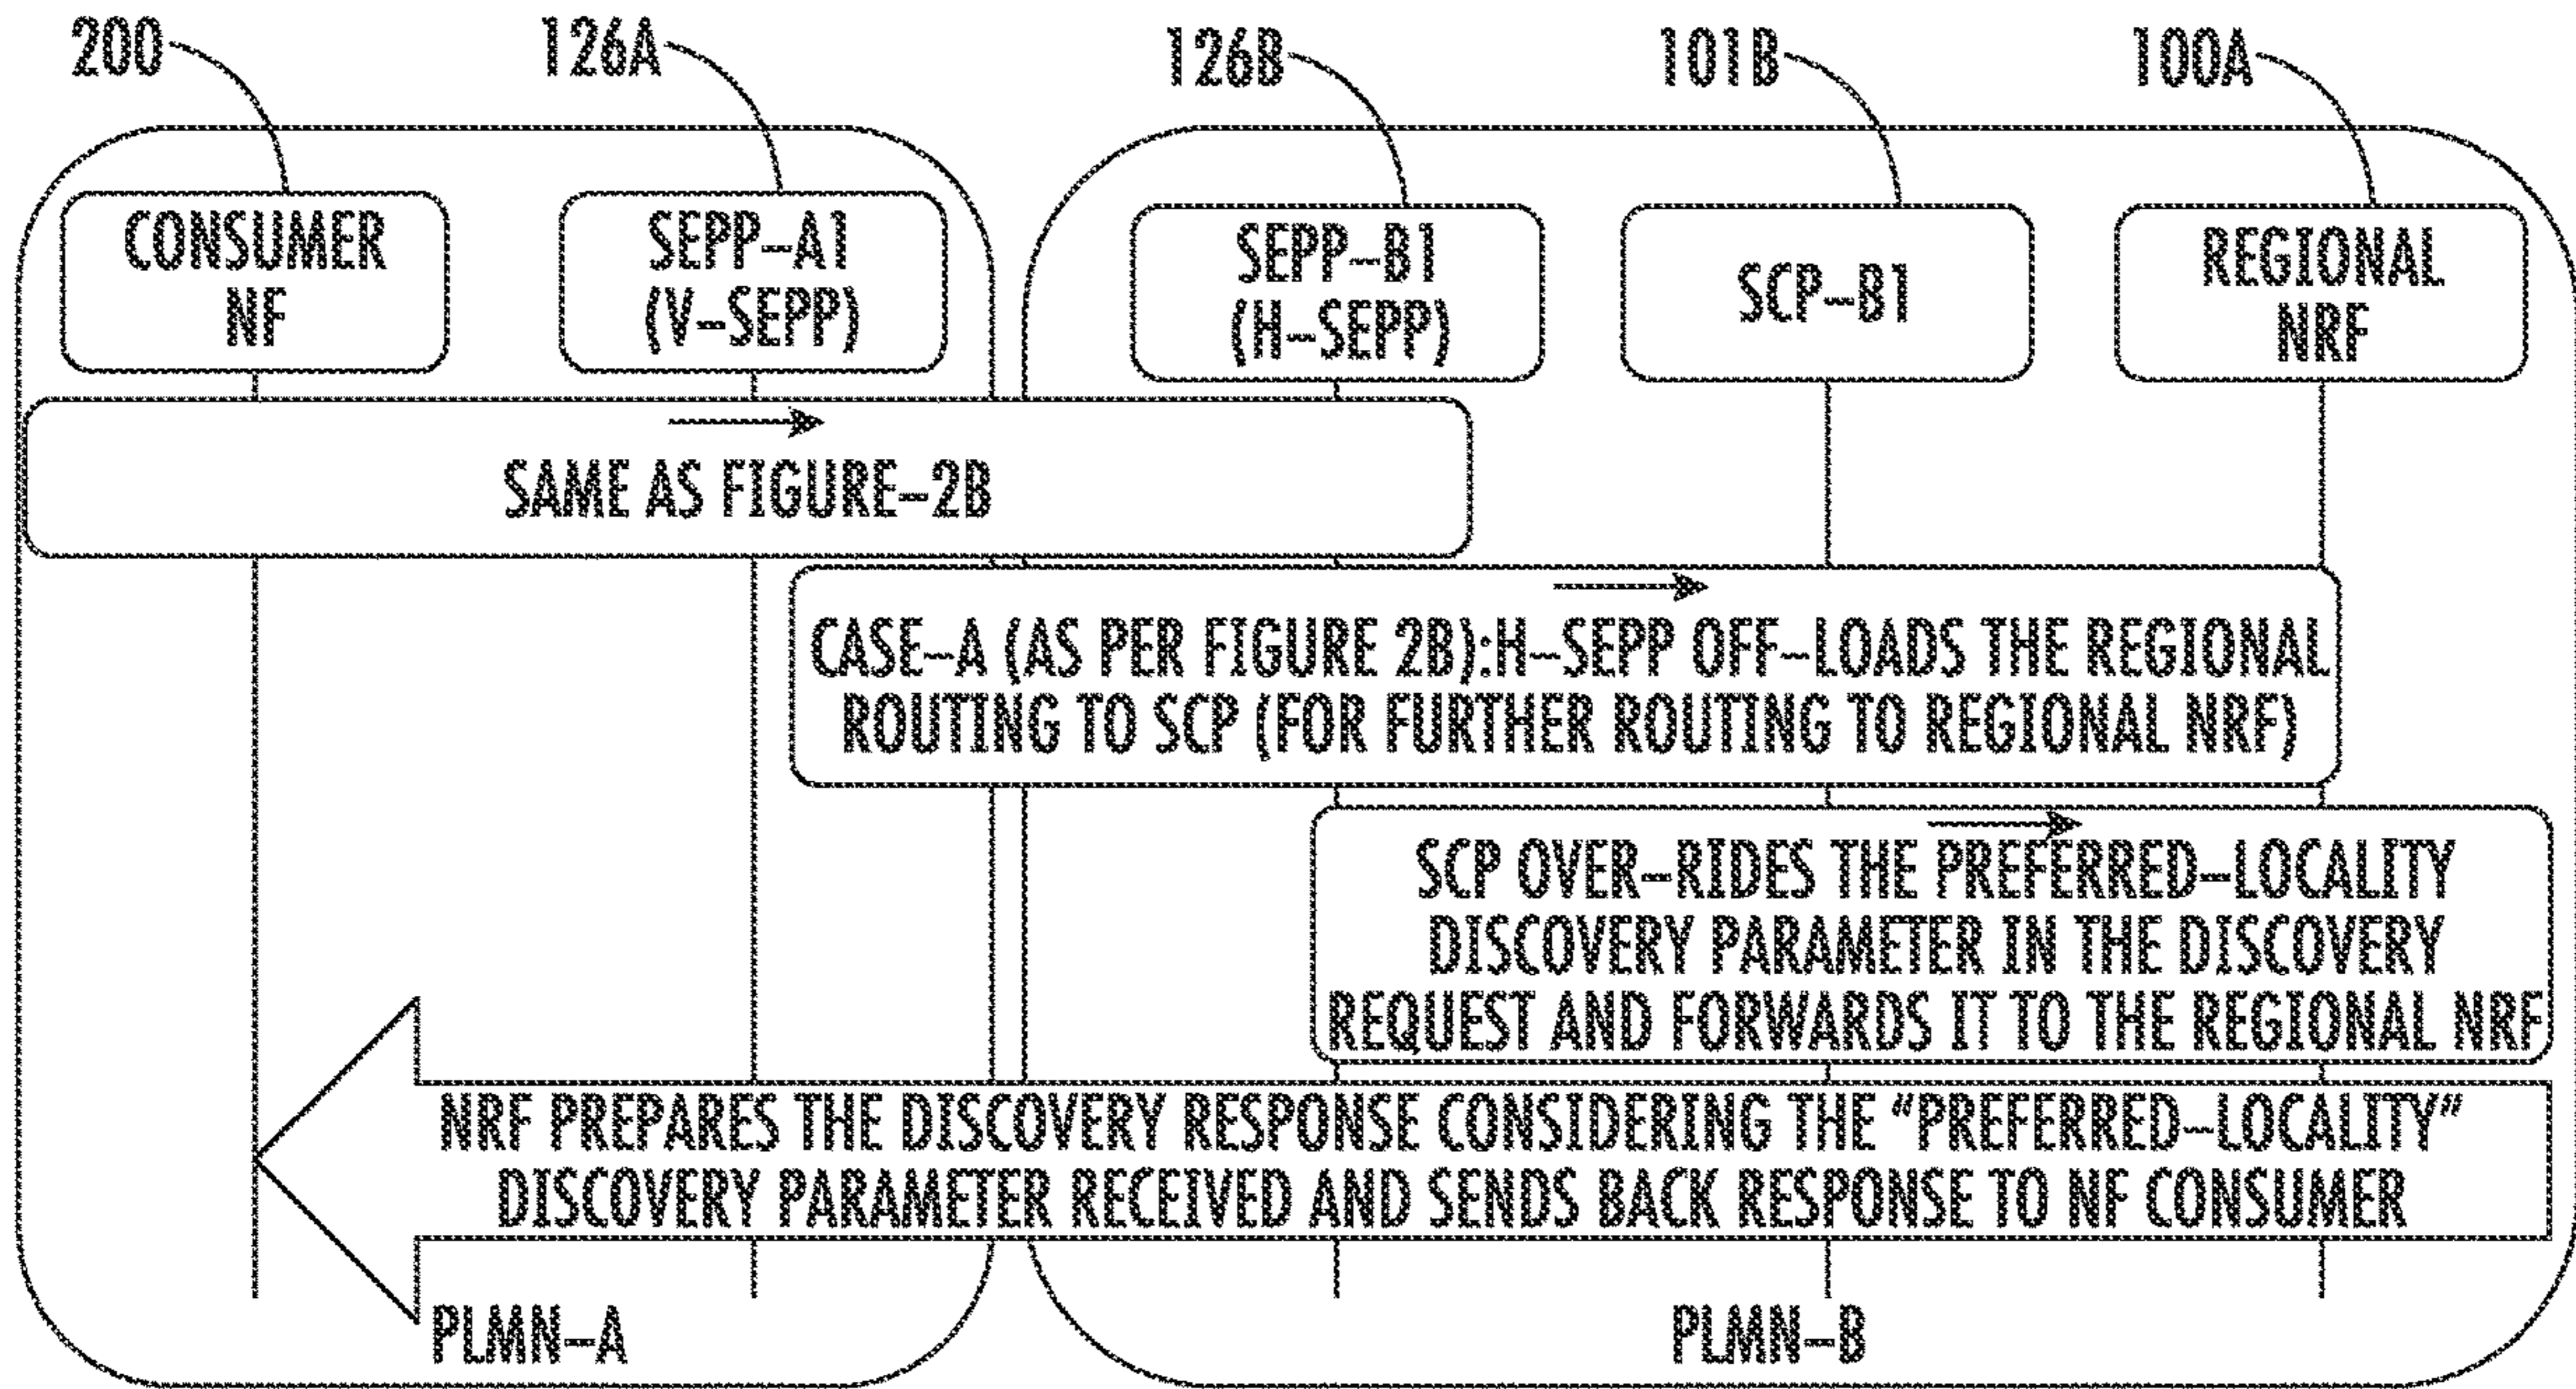 200
126A
126B
101B
100A
CONSUMER
NF
SEPP-A1
(V-SEPP)
SEPP-B1
(H-SEPP)
SCP-B1
REGIONAL
NRF
SAME AS FIGURE-2B
CASE-A (AS PER FIGURE 2B):H-SEPP OFF-LOADS THE REGIONAL
ROUTING TO SCP (FOR FURTHER ROUTING TO REGIONAL NRF)
SCP OVER-RIDES THE PREFERRED-LOCALITY
DISCOVERY PARAMETER IN THE DISCOVERY
REQUEST AND FORWARDS IT TO THE REGIONAL NRF
NRF PREPARES THE DISCOVERY RESPONSE CONSIDERING THE “PREFERRED-LOCALITY”
DISCOVERY PARAMETER RECEIVED AND SENDS BACK RESPONSE TO NF CONSUMER
PLMN-A
PLMN-B